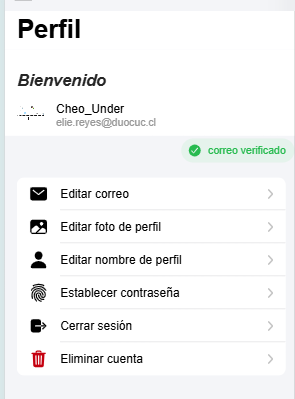 Perfil
Bienvenido
Cheo_Under
elie.reyes@duocuc.cl
correo verificado
Editar correo
Editar foto de perfil
Editar nombre de perfil
Establecer contraseña
Cerrar sesión
Eliminar cuenta